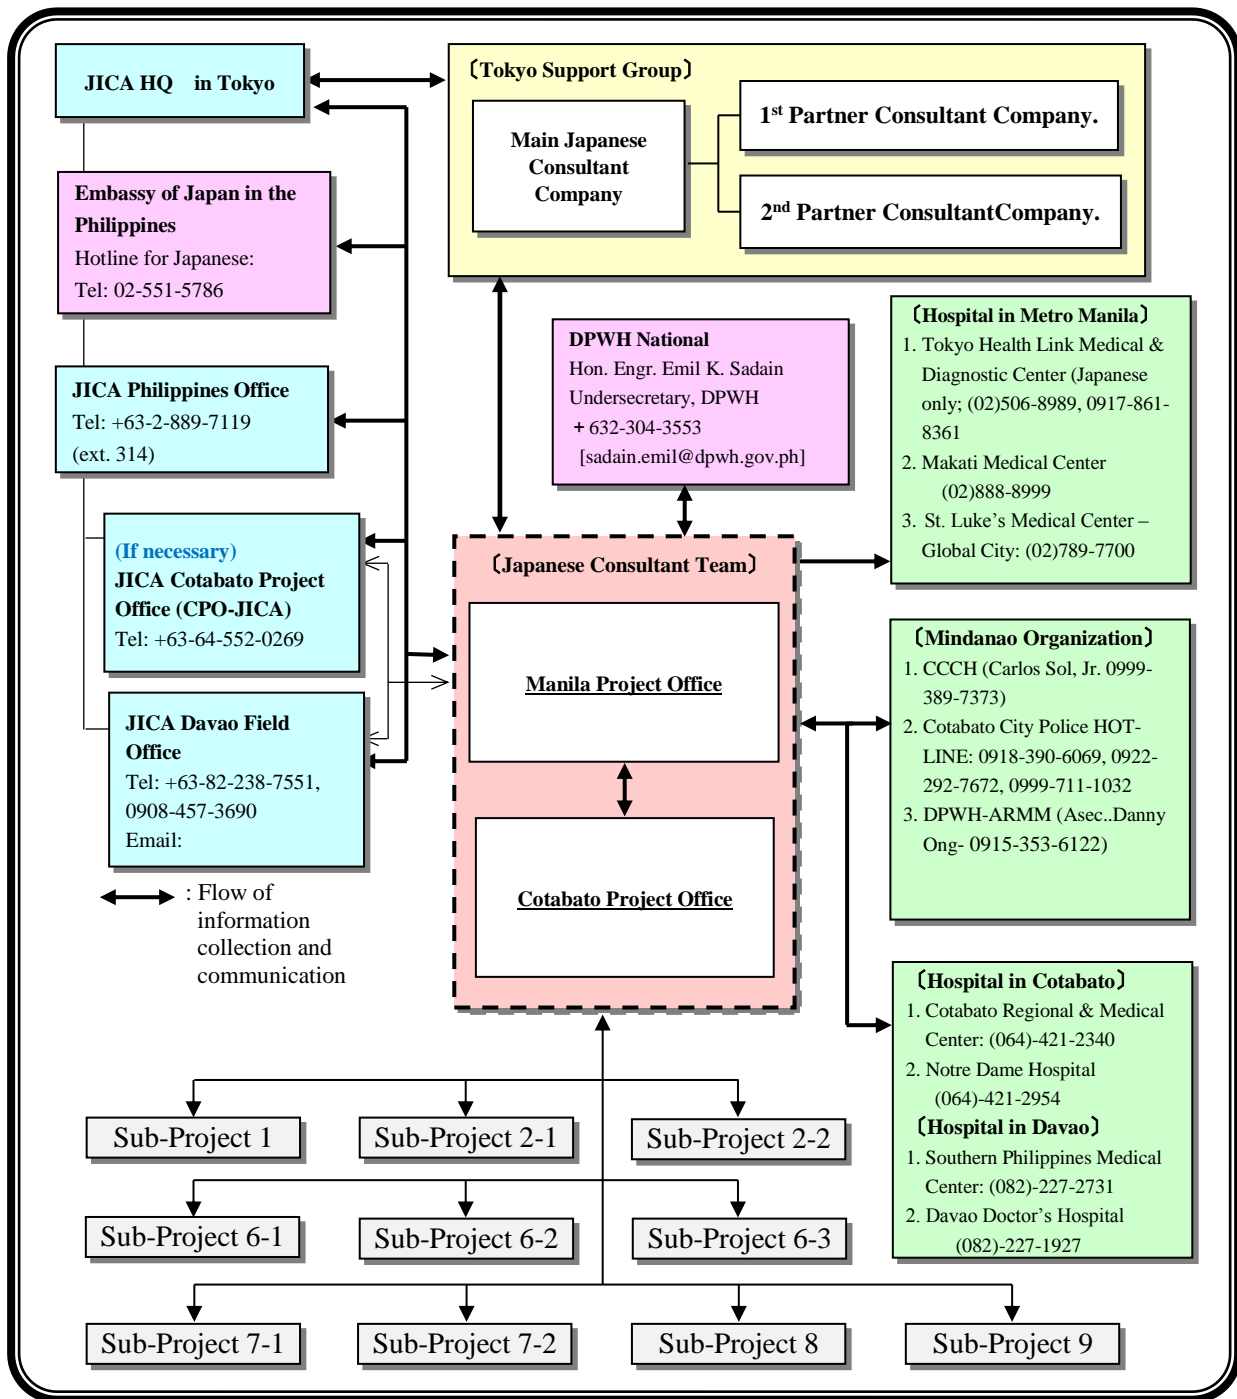 JICA HQ in Tokyo
〔Tokyo Support Group〕
Main Japanese
Consultant
Company
1st Partner Consultant Company.
2nd Partner ConsultantCompany.
Embassy of Japan in the
Philippines
Hotline for Japanese:
Tel: 02-551-5786
JICA Philippines Office
Tel: +63-2-889-7119
(ext. 314)
(If necessary)
JICA Cotabato Project
Office (CPO-JICA)
Tel: +63-64-552-0269
JICA Davao Field
Office
Tel: +63-82-238-7551,
0908-457-3690
Email:
: Flow of
information
collection and
communication
DPWH National
Hon. Engr. Emil K. Sadain
Undersecretary, DPWH
+ 632-304-3553
[sadain.emil@dpwh.gov.ph]
〔Japanese Consultant Team〕
Manila Project Office
Cotabato Project Office
〔Hospital in Metro Manila〕
1. Tokyo Health Link Medical &
Diagnostic Center (Japanese
only; (02)506-8989, 0917-861-
8361
2. Makati Medical Center
(02)888-8999
3. St. Luke's Medical Center –
Global City: (02)789-7700
〔Mindanao Organization〕
1. CCCH (Carlos Sol, Jr. 0999-
389-7373)
2. Cotabato City Police HOT-
LINE: 0918-390-6069, 0922-
292-7672, 0999-711-1032
3. DPWH-ARMM (Asec..Danny
Ong- 0915-353-6122)
〔Hospital in Cotabato〕
1. Cotabato Regional & Medical
Center: (064)-421-2340
2. Notre Dame Hospital
(064)-421-2954
〔Hospital in Davao〕
1. Southern Philippines Medical
Center: (082)-227-2731
2. Davao Doctor's Hospital
(082)-227-1927
Sub-Project 1
Sub-Project 2-1
Sub-Project 2-2
Sub-Project 6-1
Sub-Project 6-2
Sub-Project 6-3
Sub-Project 7-1
Sub-Project 7-2
Sub-Project 8
Sub-Project 9